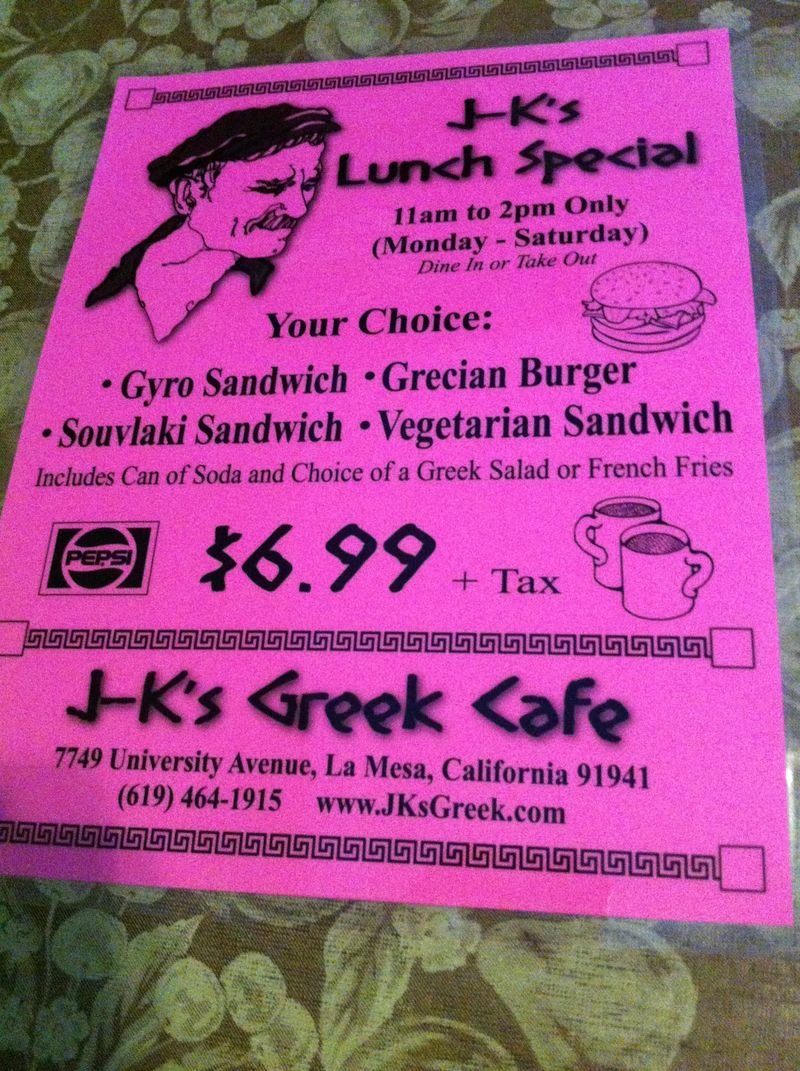 J-K's
Lunch Special
11am to 2pm Only
(Monday - Saturday)
Dine In or Take Out
Your Choice:
• Gyro Sandwich • Grecian Burger
• Souvlaki Sandwich • Vegetarian Sandwich
Includes Can of Soda and Choice of a Greek Salad or French Fries
PEPSI
$6.99 + Tax
J-K's Greek Cafe
7749 University Avenue, La Mesa, California 91941
(619) 464-1915 www.JKsGreek.com